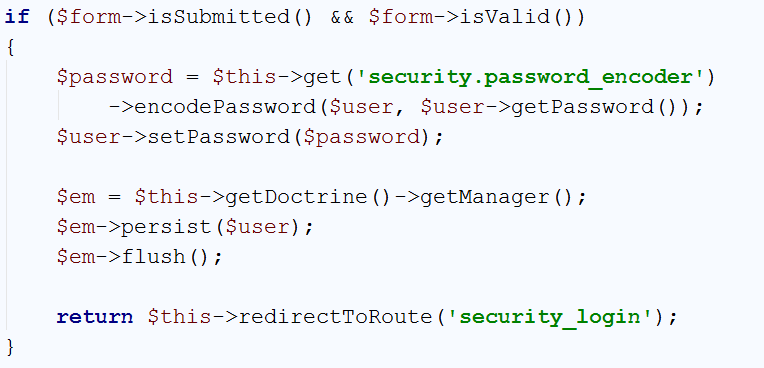 if ($form->isSubmitted() && $form->isValid())
{
    $password = $this->get('security.password_encoder')
        ->encodePassword($user, $user->getPassword());
    $user->setPassword($password);

    $em = $this->getDoctrine()->getManager();
    $em->persist($user);
    $em->flush();

    return $this->redirectToRoute('security_login');
}